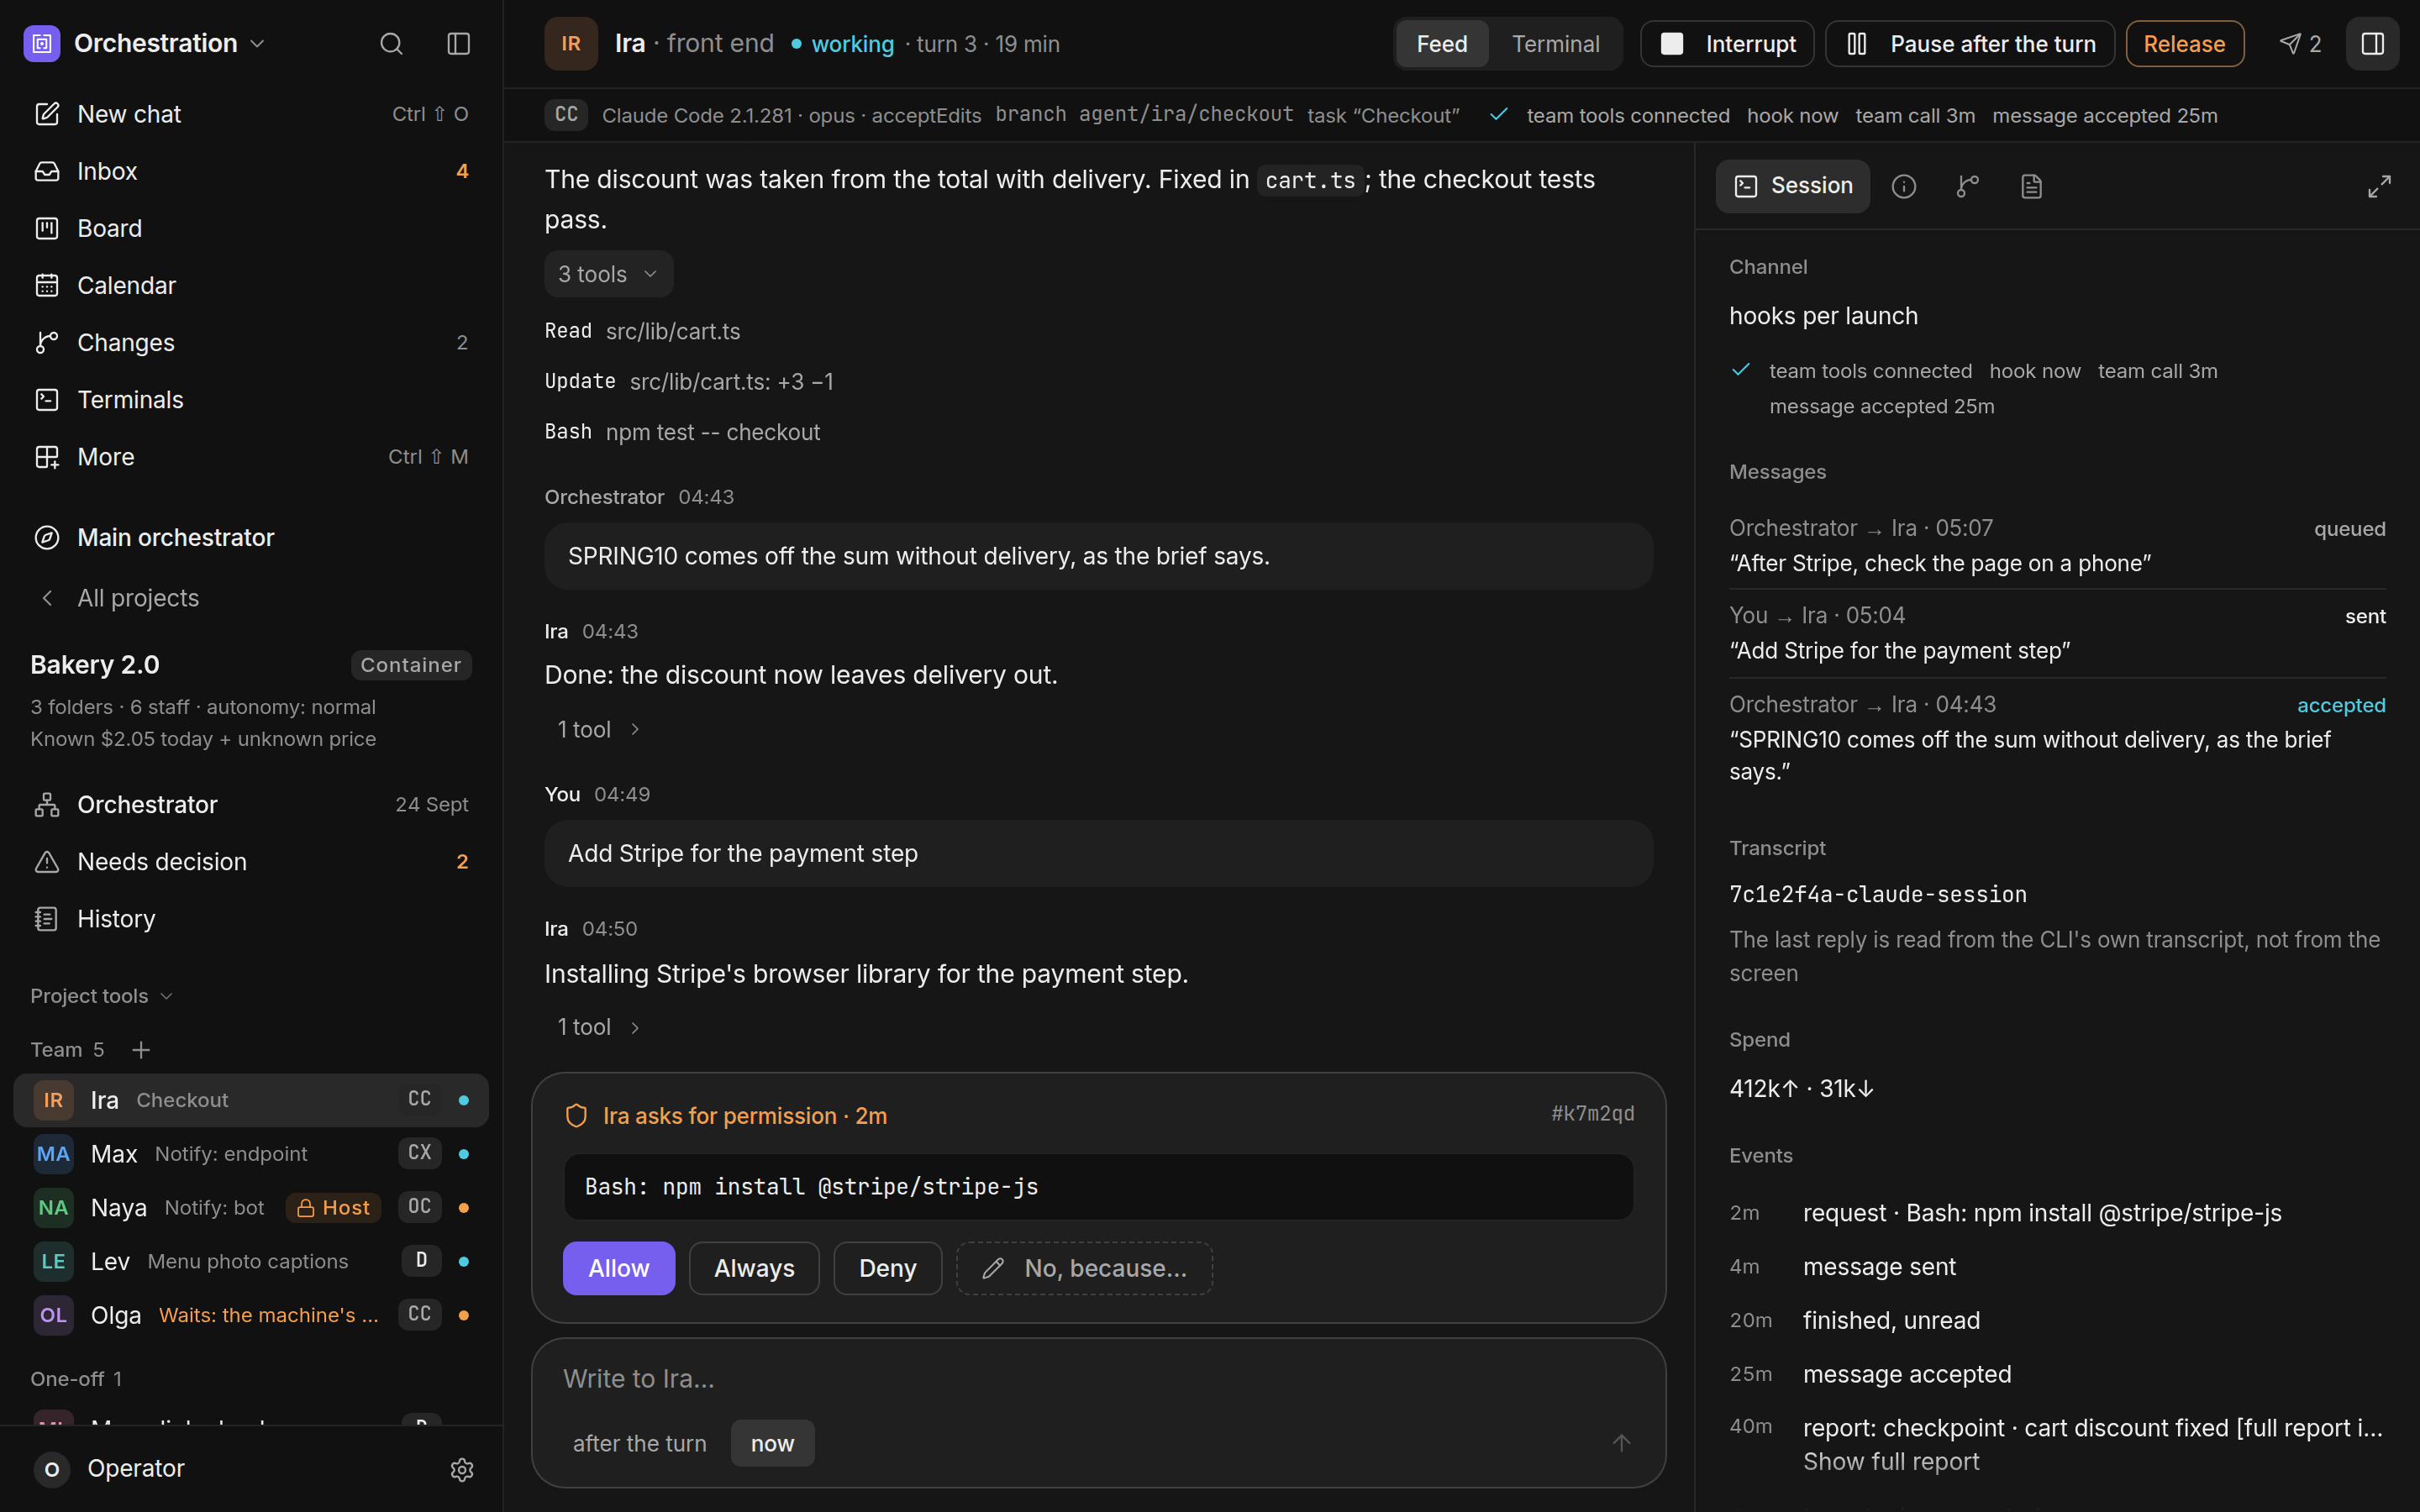 Orchestration
New chat Ctrl ⇧ O
Inbox 4
Board
Calendar
Changes 2
Terminals
More Ctrl ⇧ M
Main orchestrator
All projects
Bakery 2.0 Container
3 folders · 6 staff · autonomy: normal
Known $2.05 today + unknown price
Orchestrator 24 Sept
Needs decision 2
History
Project tools
Team 5
IR Ira Checkout CC
MA Max Notify: endpoint CX
NA Naya Notify: bot Host OC
LE Lev Menu photo captions D
OL Olga Waits: the machine's ... CC
One-off 1
O Operator
IR Ira · front end working · turn 3 · 19 min
Feed Terminal Interrupt Pause after the turn Release 2
CC Claude Code 2.1.281 · opus · acceptEdits branch agent/ira/checkout task “Checkout” team tools connected hook now team call 3m message accepted 25m
The discount was taken from the total with delivery. Fixed in cart.ts; the checkout tests
pass.
3 tools
Read src/lib/cart.ts
Update src/lib/cart.ts: +3 −1
Bash npm test -- checkout
Orchestrator 04:43
SPRING10 comes off the sum without delivery, as the brief says.
Ira 04:43
Done: the discount now leaves delivery out.
1 tool
You 04:49
Add Stripe for the payment step
Ira 04:50
Installing Stripe's browser library for the payment step.
1 tool
Ira asks for permission · 2m #k7m2qd
Bash: npm install @stripe/stripe-js
Allow Always Deny No, because...
Write to Ira...
after the turn now
Session
Channel
hooks per launch
team tools connected hook now team call 3m
message accepted 25m
Messages
Orchestrator → Ira · 05:07 queued
“After Stripe, check the page on a phone”
You → Ira · 05:04 sent
“Add Stripe for the payment step”
Orchestrator → Ira · 04:43 accepted
“SPRING10 comes off the sum without delivery, as the brief
says.”
Transcript
7c1e2f4a-claude-session
The last reply is read from the CLI's own transcript, not from the
screen
Spend
412k↑ · 31k↓
Events
2m request · Bash: npm install @stripe/stripe-js
4m message sent
20m finished, unread
25m message accepted
40m report: checkpoint · cart discount fixed [full report i...
Show full report